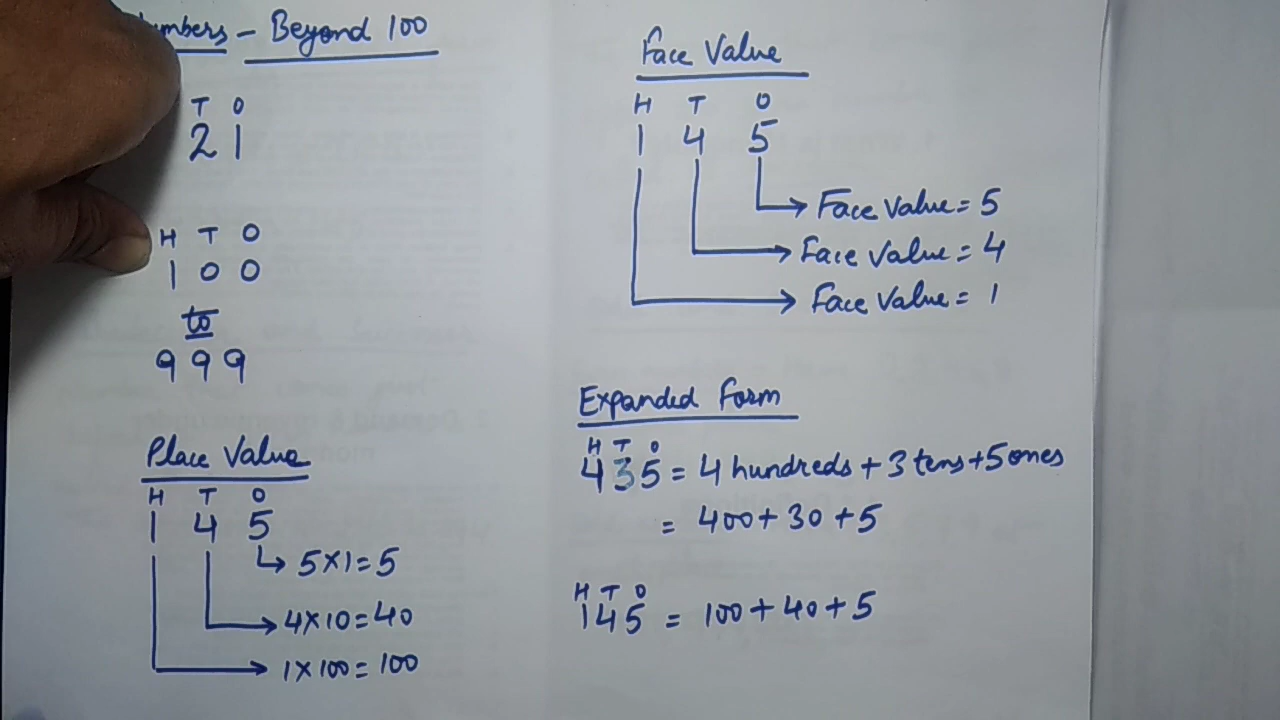 umbers - Beyond 100
T O
2 1
H T O
1 0 0
to
9 9 9
Place Value
H T O
1 4 5
5×1=5
4×10=40
1×100=100
Face Value
H T O
1 4 5
Face Value = 5
Face Value = 4
Face Value = 1
Expanded Form
H T O
435 = 4 hundreds + 3 tens + 5 ones
= 400 + 30 + 5
H T O
145 = 100 + 40 + 5